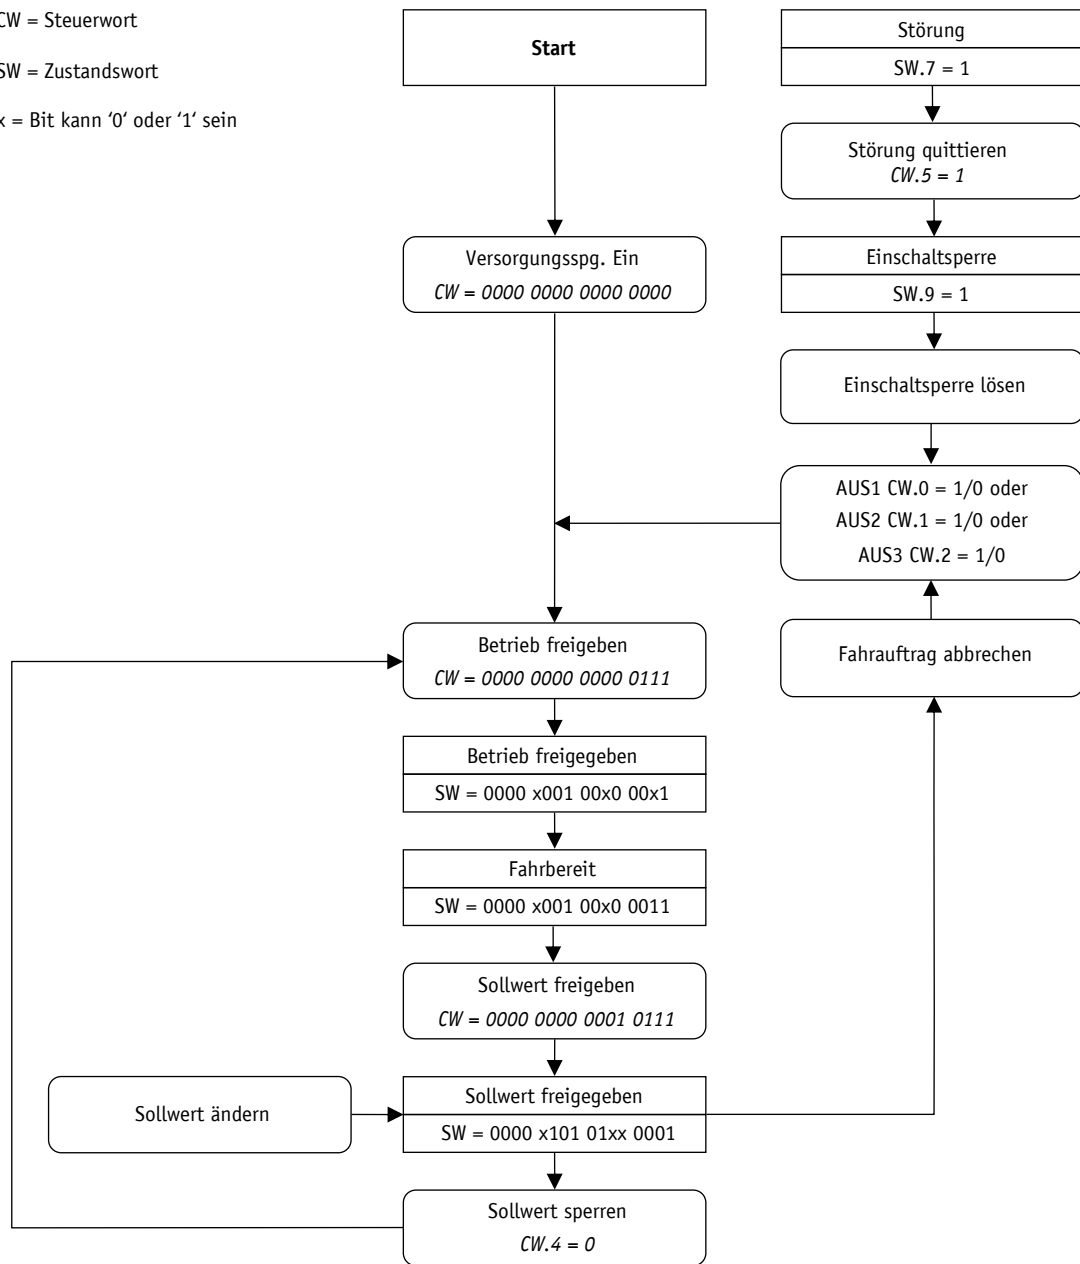 CW = Steuerwort
SW = Zustandswort
x = Bit kann ‘0‘ oder ‘1‘ sein
Start
Versorgungsspg. Ein
CW = 0000 0000 0000 0000
Störung
SW.7 = 1
Störung quittieren
CW.5 = 1
Einschaltsperre
SW.9 = 1
Einschaltsperre lösen
AUS1 CW.0 = 1/0 oder
AUS2 CW.1 = 1/0 oder
AUS3 CW.2 = 1/0
Fahrauftrag abbrechen
Betrieb freigeben
CW = 0000 0000 0000 0111
Betrieb freigegeben
SW = 0000 x001 00x0 00x1
Fahrbereit
SW = 0000 x001 00x0 0011
Sollwert freigeben
CW = 0000 0000 0001 0111
Sollwert ändern
Sollwert freigegeben
SW = 0000 x101 01xx 0001
Sollwert sperren
CW.4 = 0